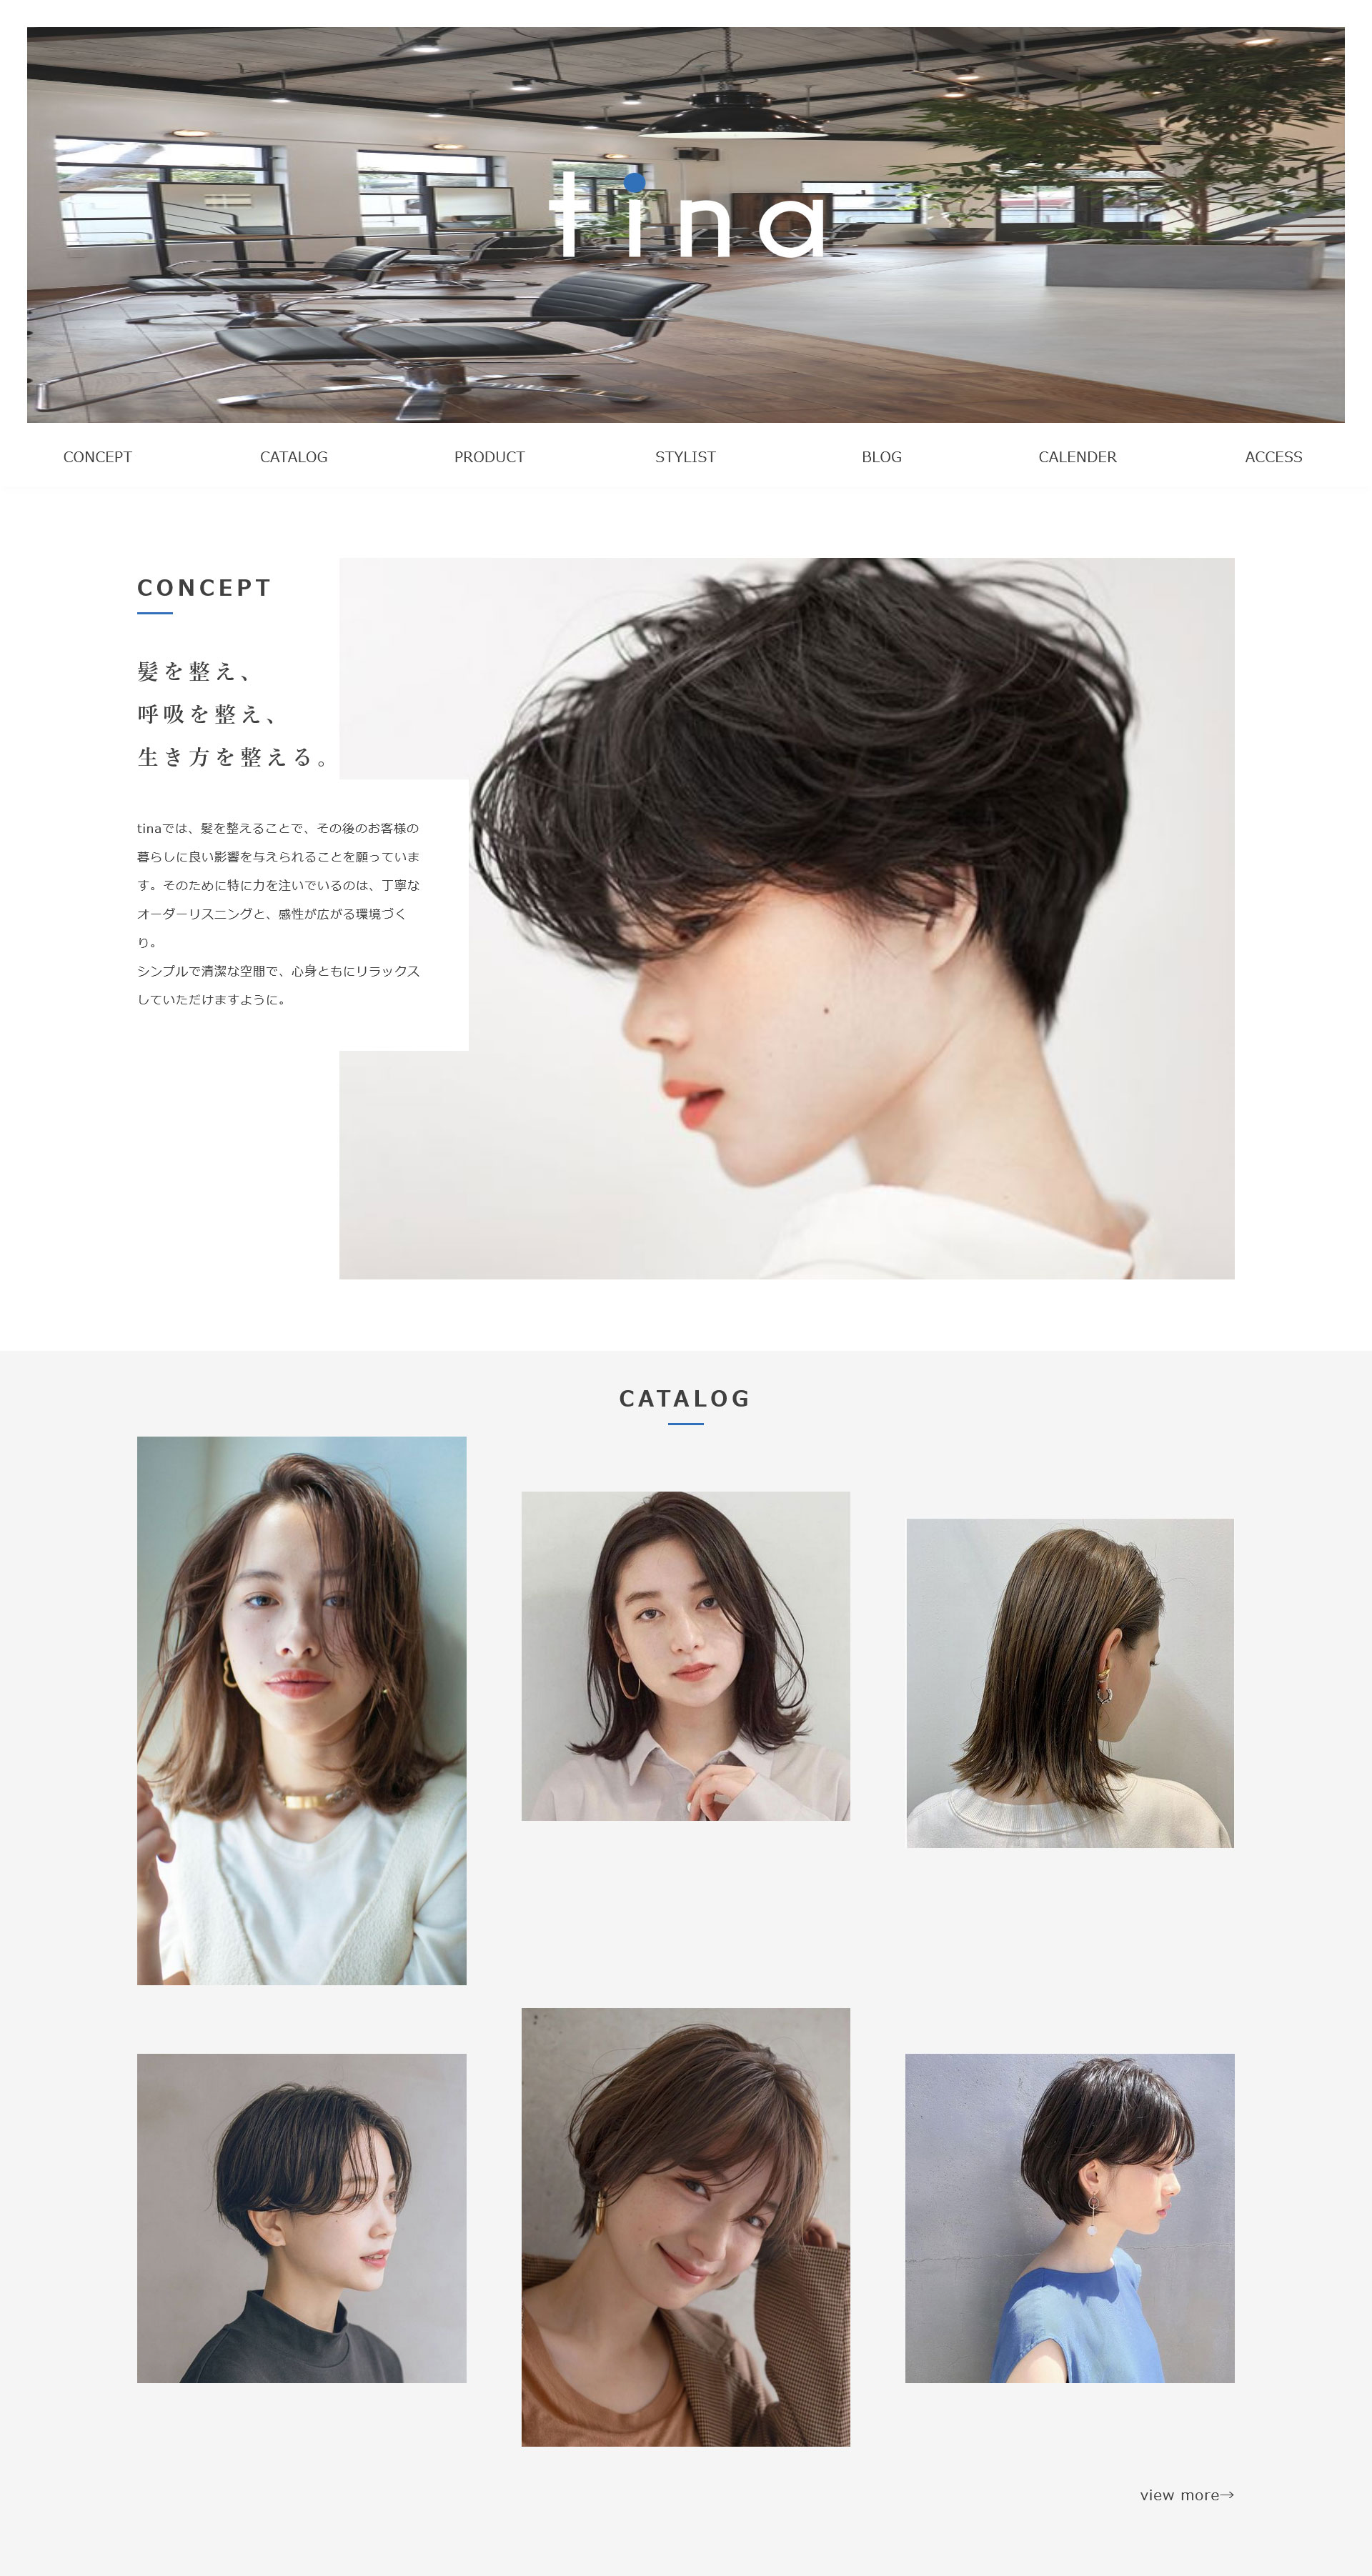 tina
CONCEPT CATALOG PRODUCT STYLIST BLOG CALENDER ACCESS
CONCEPT
髪を整え、
呼吸を整え、
生き方を整える。
tinaでは、髪を整えることで、その後のお客様の
暮らしに良い影響を与えられることを願っていま
す。そのために特に力を注いでいるのは、丁寧な
オーダーリスニングと、感性が広がる環境づく
り。
シンプルで清潔な空間で、心身ともにリラックス
していただけますように。
CATALOG
view more→